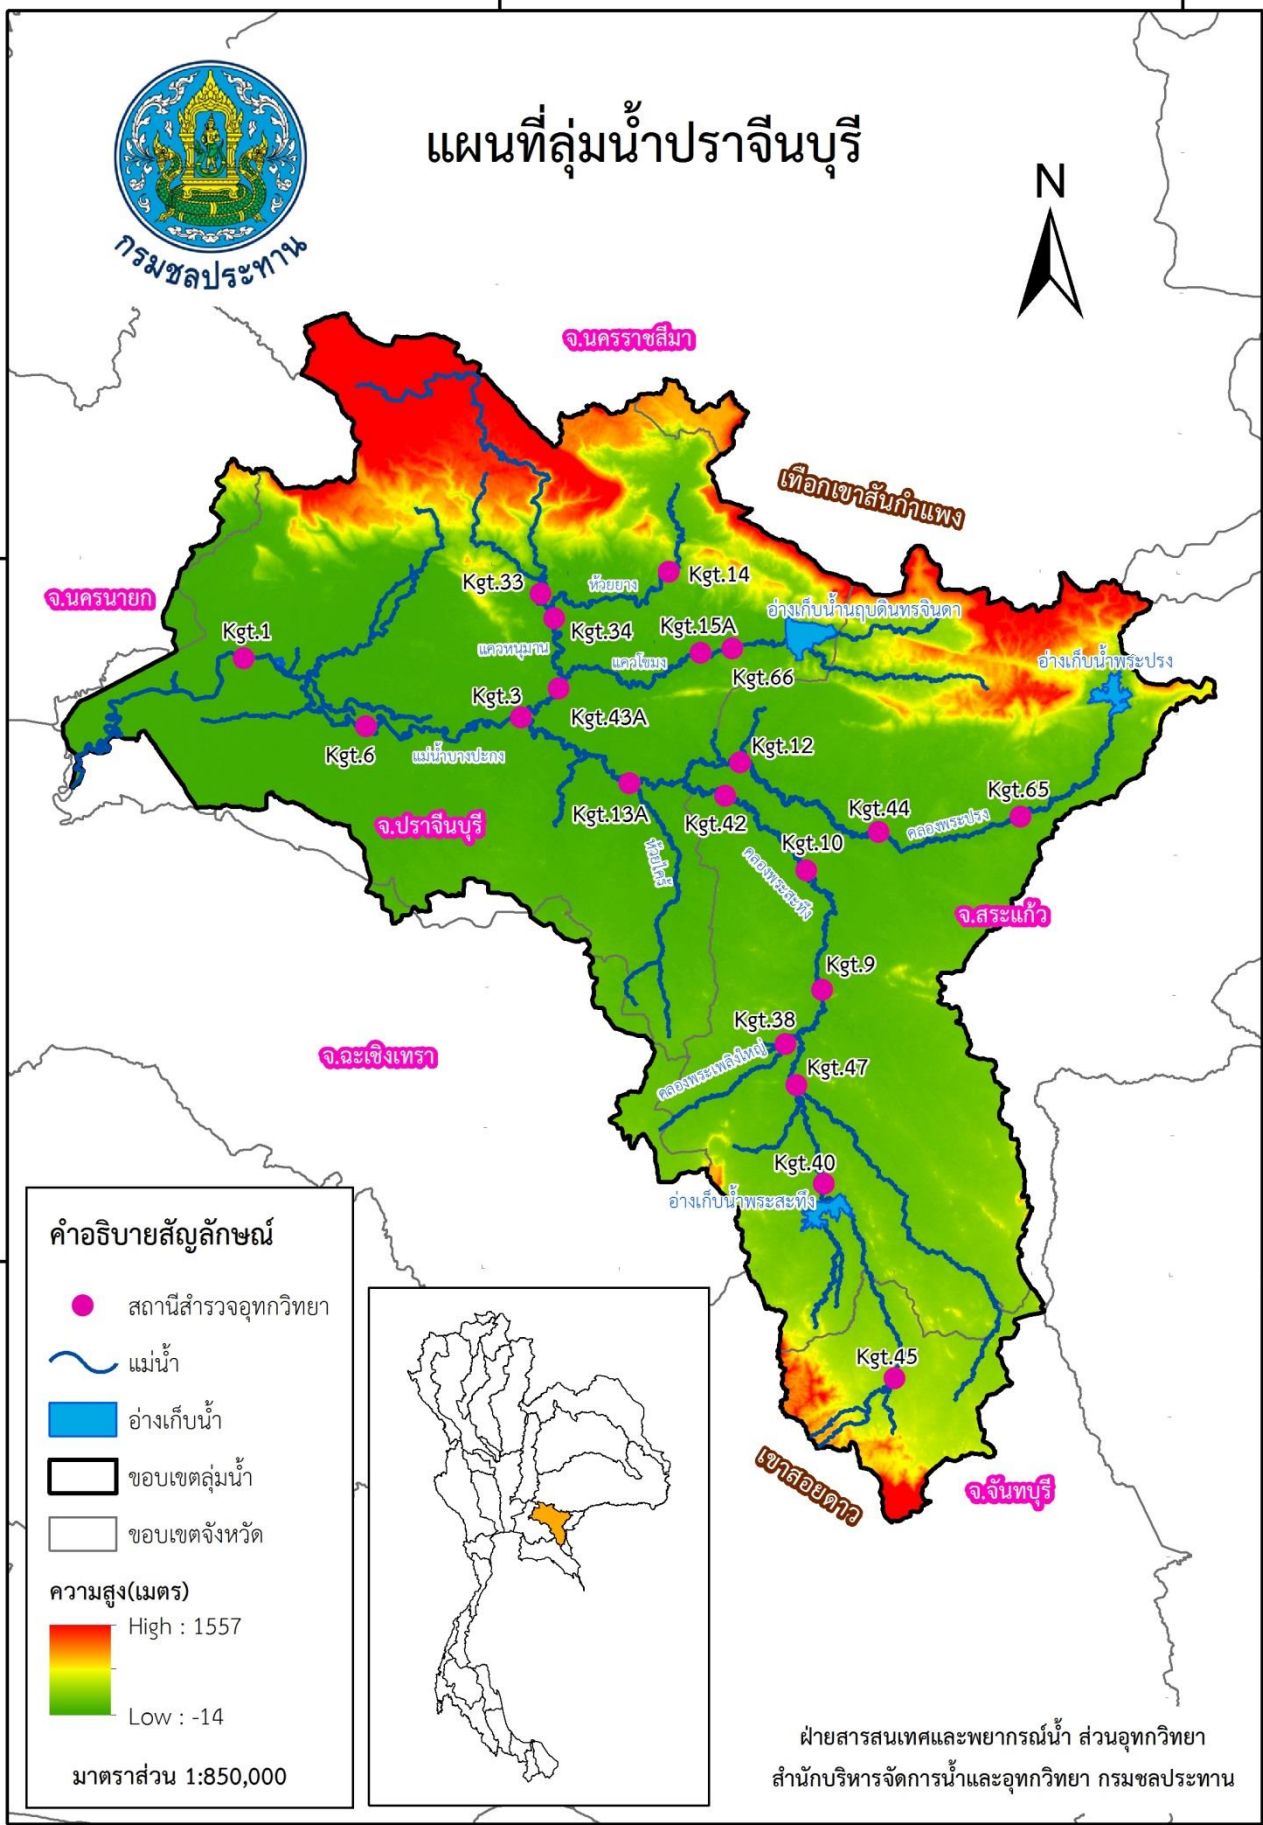 แผนที่ลุ่มน้ำปราจีนบุรี
กรมชลประทาน
N
จ.นครราชสีมา
เทือกเขาสันกำแพง
จ.นครนายก
Kgt.33
ห้วยยาง
Kgt.14
อ่างเก็บน้ำนฤบดินทรจินดา
Kgt.1
Kgt.34
Kgt.15A
แควหนุมาน
แควโขมง
Kgt.66
อ่างเก็บน้ำพระปรง
Kgt.3
Kgt.43A
Kgt.6
แม่น้ำบางปะกง
Kgt.12
Kgt.13A
Kgt.42
Kgt.44
Kgt.65
คลองพระปรง
จ.ปราจีนบุรี
Kgt.10
คลองพระสะทึง
จ.สระแก้ว
Kgt.9
Kgt.38
จ.ฉะเชิงเทรา
คลองพระเพลิงใหญ่
Kgt.47
Kgt.40
อ่างเก็บน้ำพระสะทึง
Kgt.45
เขาสอยดาว
จ.จันทบุรี
คำอธิบายสัญลักษณ์
สถานีสำรวจอุทกวิทยา
แม่น้ำ
อ่างเก็บน้ำ
ขอบเขตลุ่มน้ำ
ขอบเขตจังหวัด
ความสูง(เมตร)
High : 1557
Low : -14
มาตราส่วน 1:850,000
ฝ่ายสารสนเทศและพยากรณ์น้ำ ส่วนอุทกวิทยา
สำนักบริหารจัดการน้ำและอุทกวิทยา กรมชลประทาน